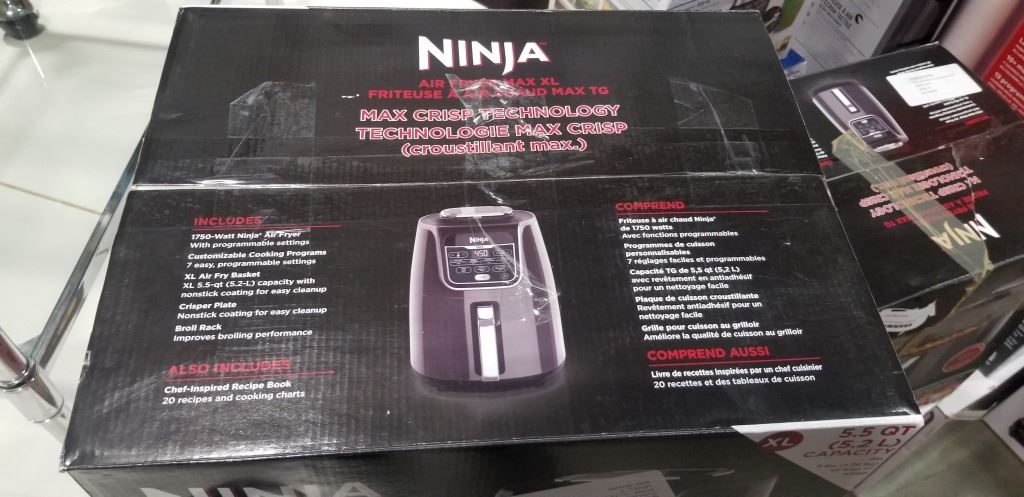 NINJA
AIR FRYER MAX XL
FRITEUSE À AIR CHAUD MAX TG
MAX CRISP TECHNOLOGY
TECHNOLOGIE MAX CRISP
(croustillant max.)
INCLUDES
1750-Watt Ninja® Air Fryer
With programmable settings
Customizable Cooking Programs
7 easy, programmable settings
XL Air Fry Basket
XL 5.5-qt (5.2-L) capacity with
nonstick coating for easy cleanup
Crisper Plate
Nonstick coating for easy cleanup
Broil Rack
Improves broiling performance
ALSO INCLUDES
Chef-Inspired Recipe Book
20 recipes and cooking charts
NINJA
450
COMPREND
Friteuse à air chaud Ninja®
de 1750 watts
Avec fonctions programmables
Programmes de cuisson
personnalisables
7 réglages faciles et programmables
Capacité TG de 5,5 qt (5,2 L)
avec revêtement en antiadhésif
pour un nettoyage facile
Plaque de cuisson croustillante
Revêtement antiadhésif pour un
nettoyage facile
Grille pour cuisson au grilloir
Améliore la qualité de cuisson au grilloir
COMPREND AUSSI
Livre de recettes inspirées par un chef cuisinier
20 recettes et des tableaux de cuisson
XL
5.5 QT
(5.2 L)
CAPACITY
NINJA
NINJA